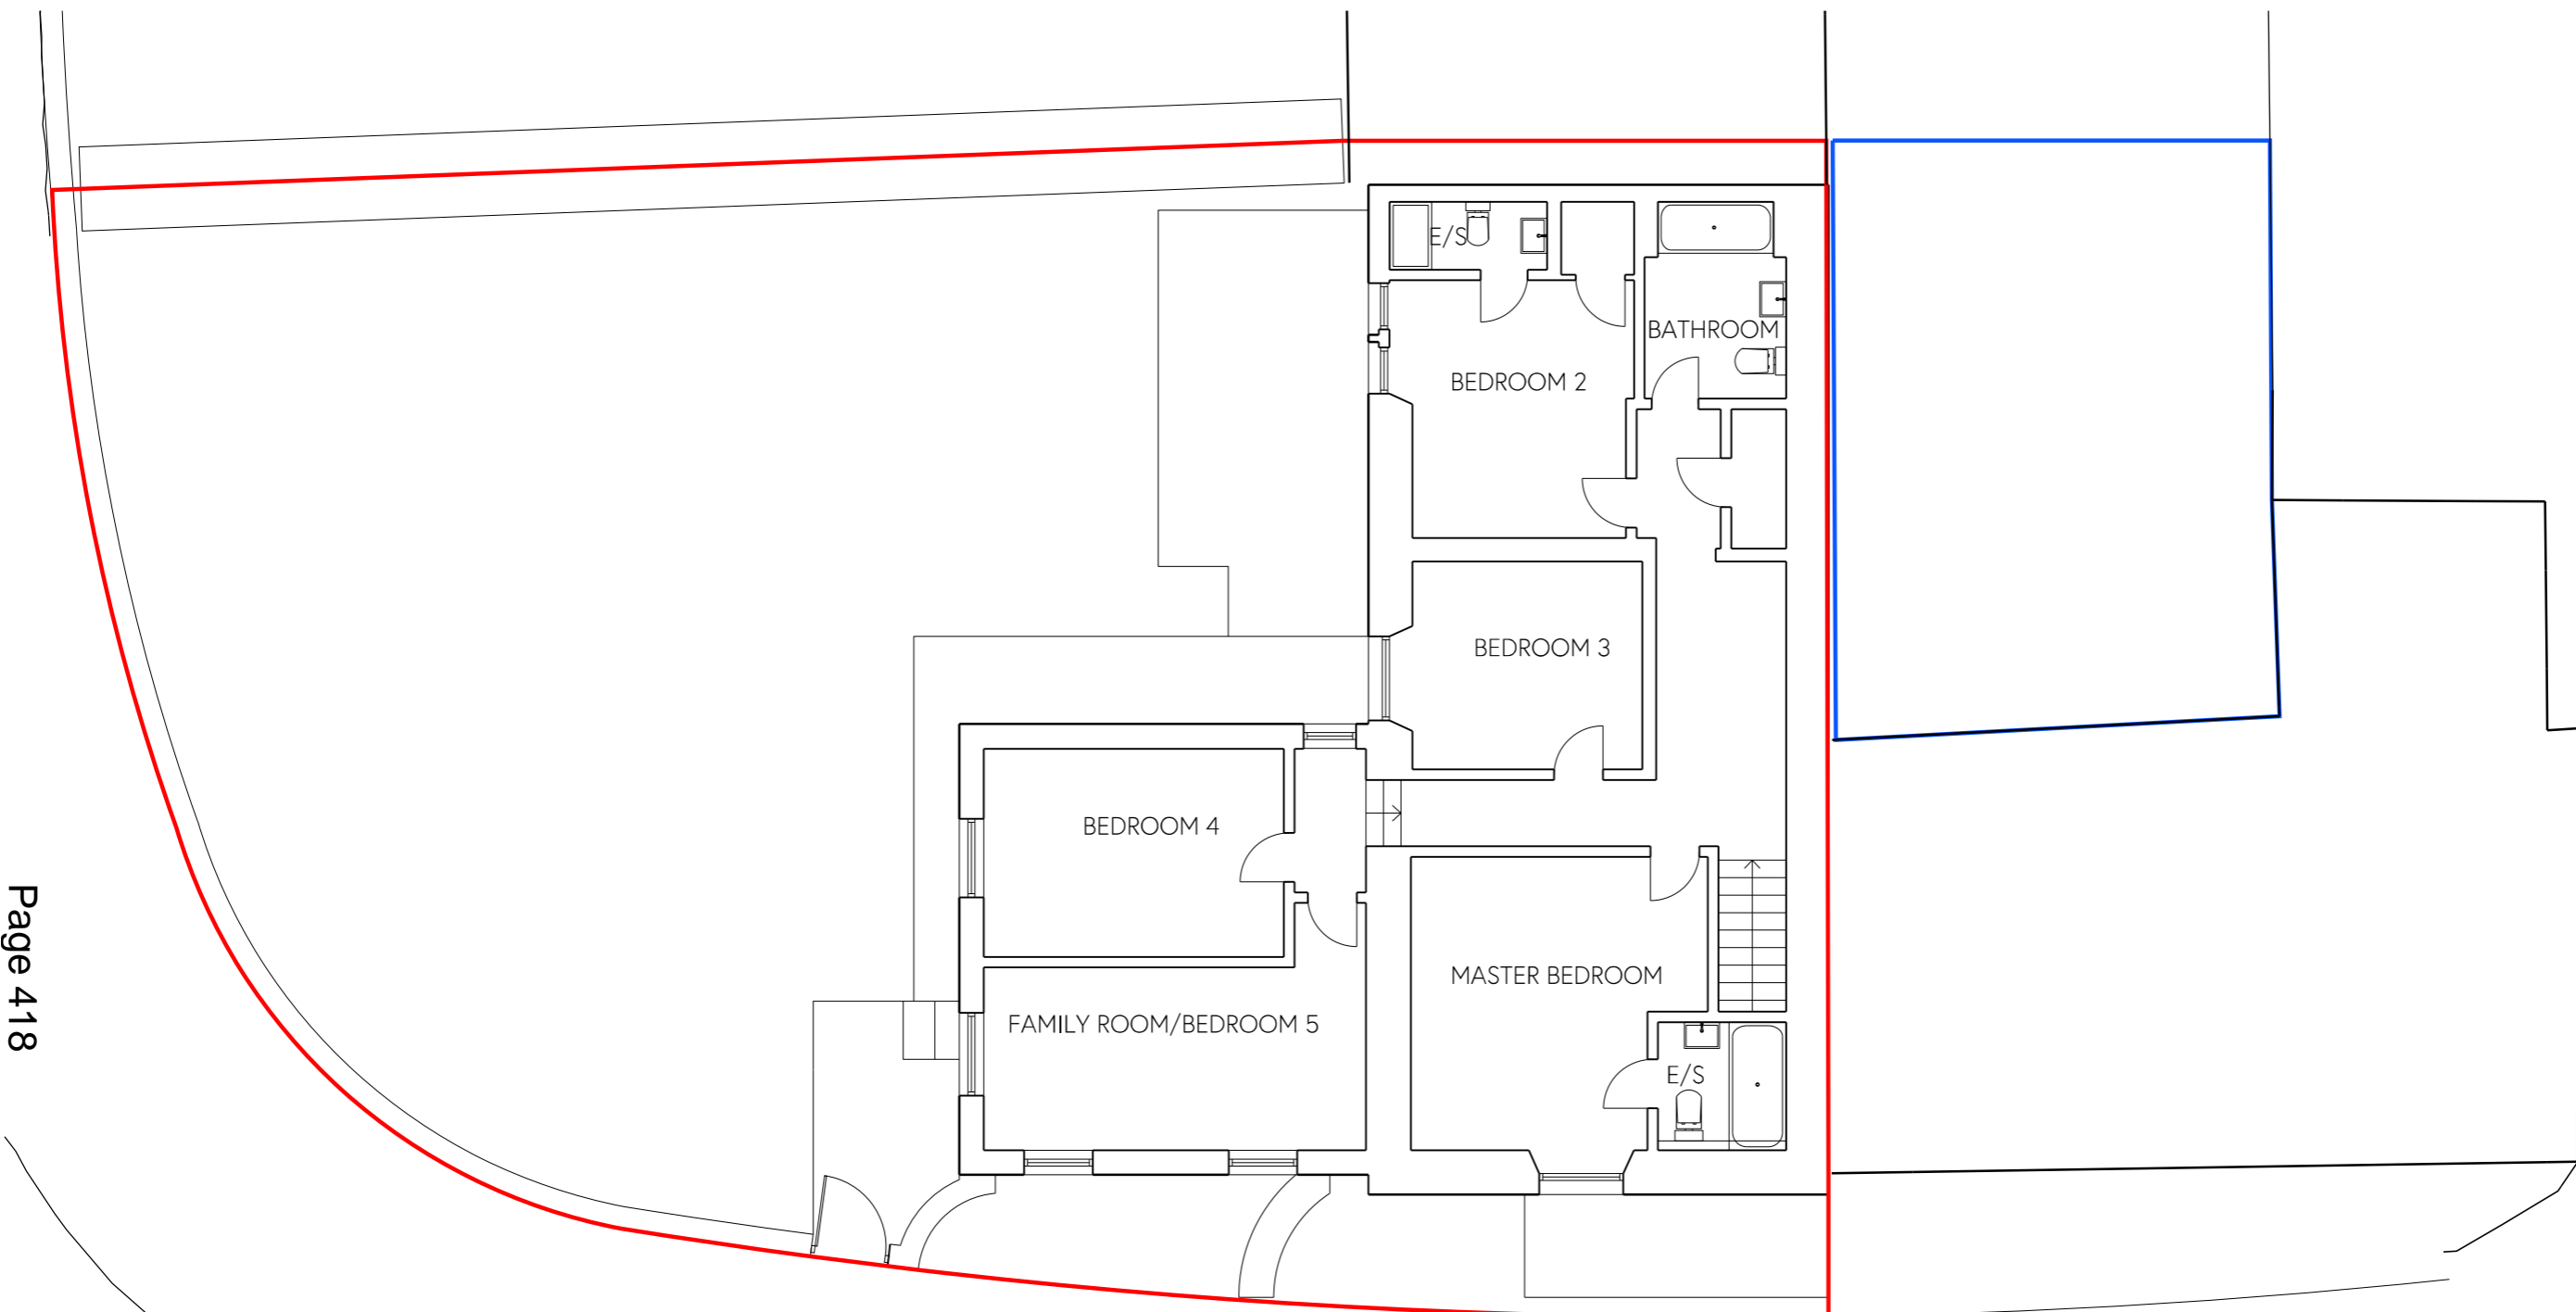 E/S
BATHROOM
BEDROOM 2
BEDROOM 3
BEDROOM 4
MASTER BEDROOM
FAMILY ROOM/BEDROOM 5
E/S
Page 418